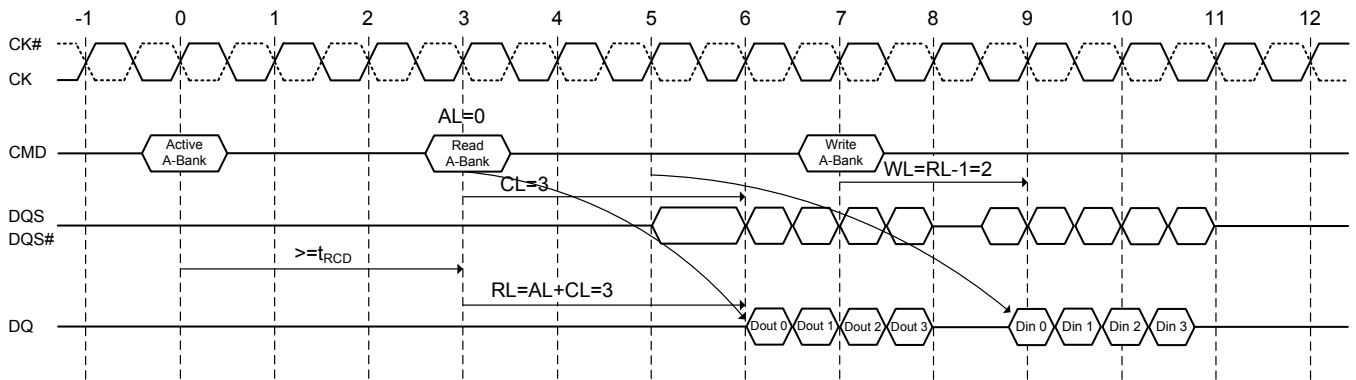 -1 0 1 2 3 4 5 6 7 8 9 10 11 12
CK#
CK
AL=0
CMD Active A-Bank Read A-Bank Write A-Bank
CL=3 WL=RL-1=2
DQS
DQS#
>=tRCD
RL=AL+CL=3
DQ Dout 0 Dout 1 Dout 2 Dout 3 Din 0 Din 1 Din 2 Din 3